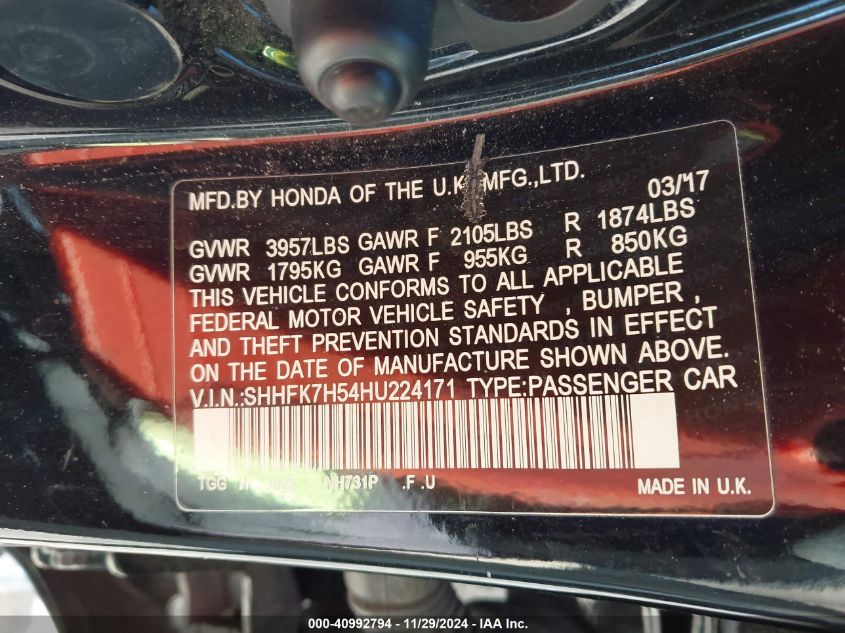 MFD.BY HONDA OF THE U.K. MFG.,LTD. 03/17
GVWR 3957LBS GAWR F 2105LBS R 1874LBS
GVWR 1795KG GAWR F 955KG R 850KG
THIS VEHICLE CONFORMS TO ALL APPLICABLE
FEDERAL MOTOR VEHICLE SAFETY , BUMPER ,
AND THEFT PREVENTION STANDARDS IN EFFECT
ON THE DATE OF MANUFACTURE SHOWN ABOVE.
V.I.N.:SHHFK7H54HU224171 TYPE:PASSENGER CAR
TGG NH731P .F .U MADE IN U.K.
000-40992794 - 11/29/2024 - IAA Inc.